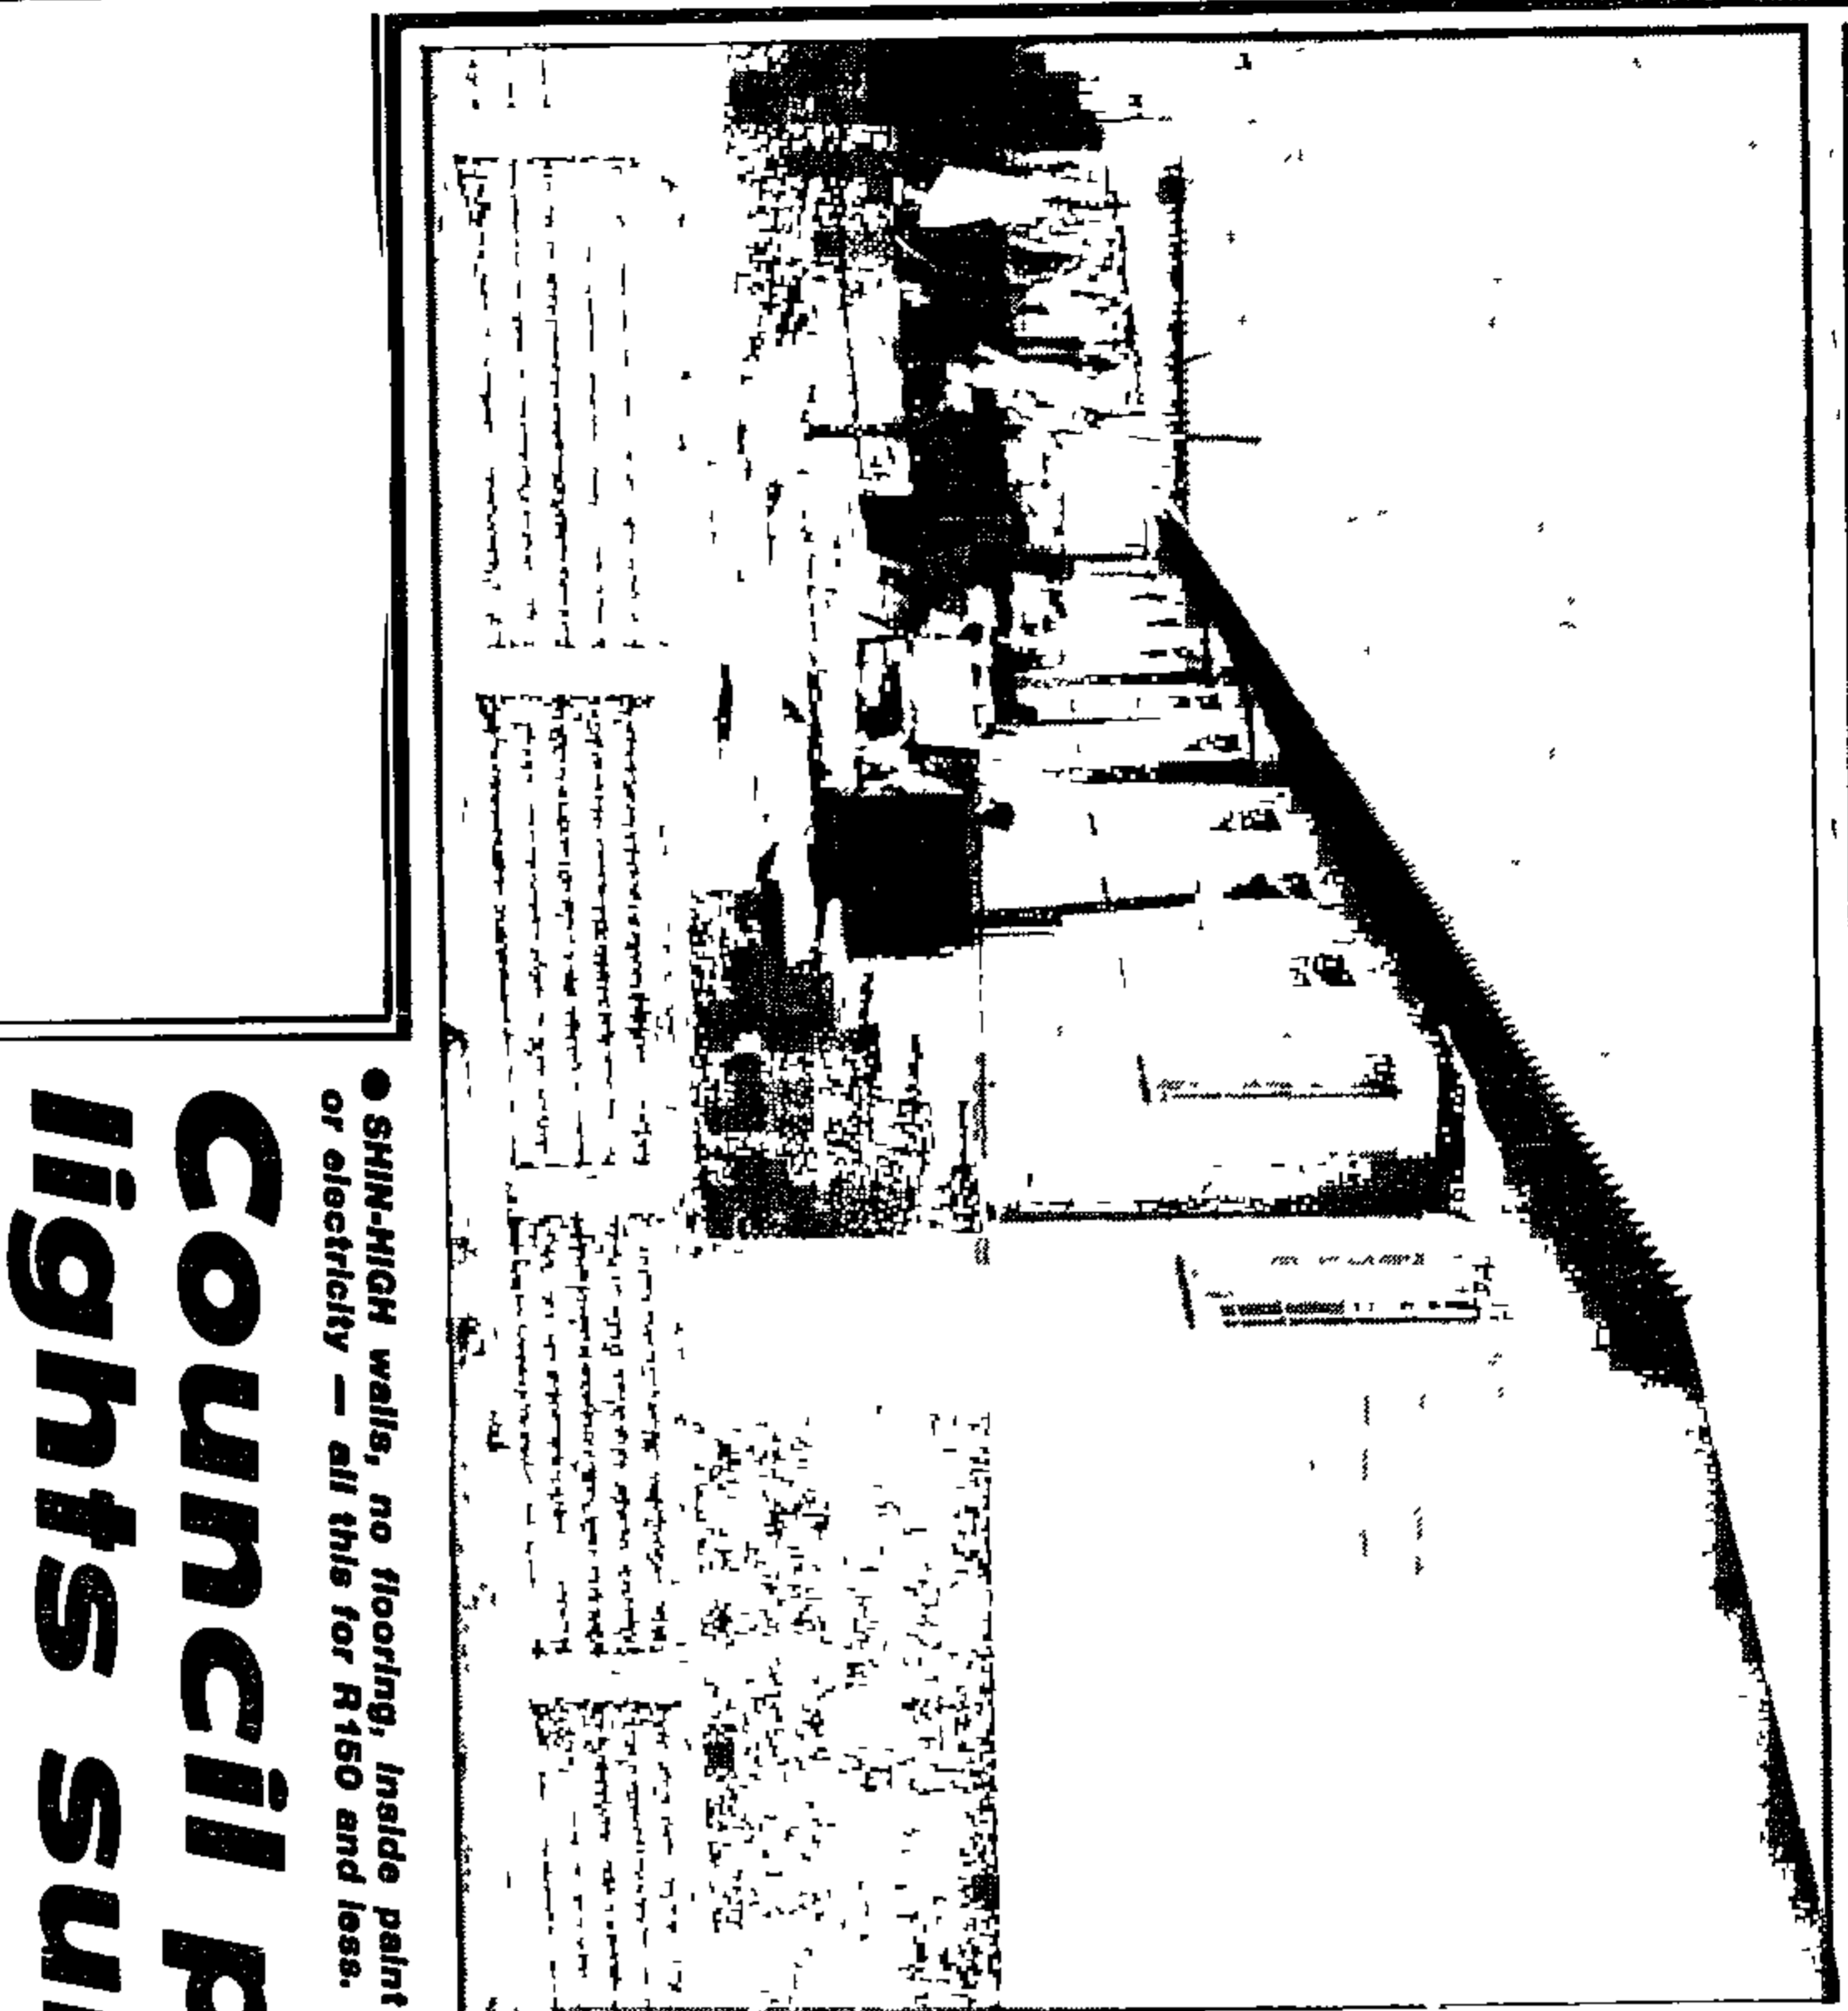 ● SHIN-HIGH walls, no flooring, inside paint
or electricity — all this for R150 and less.
Council p
lights su